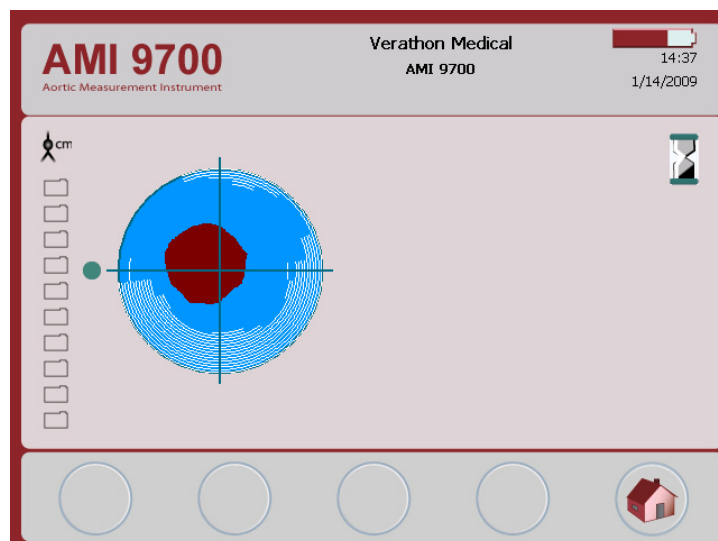 AMI 9700
Aortic Measurement Instrument
Verathon Medical
AMI 9700
14:37
1/14/2009
cm